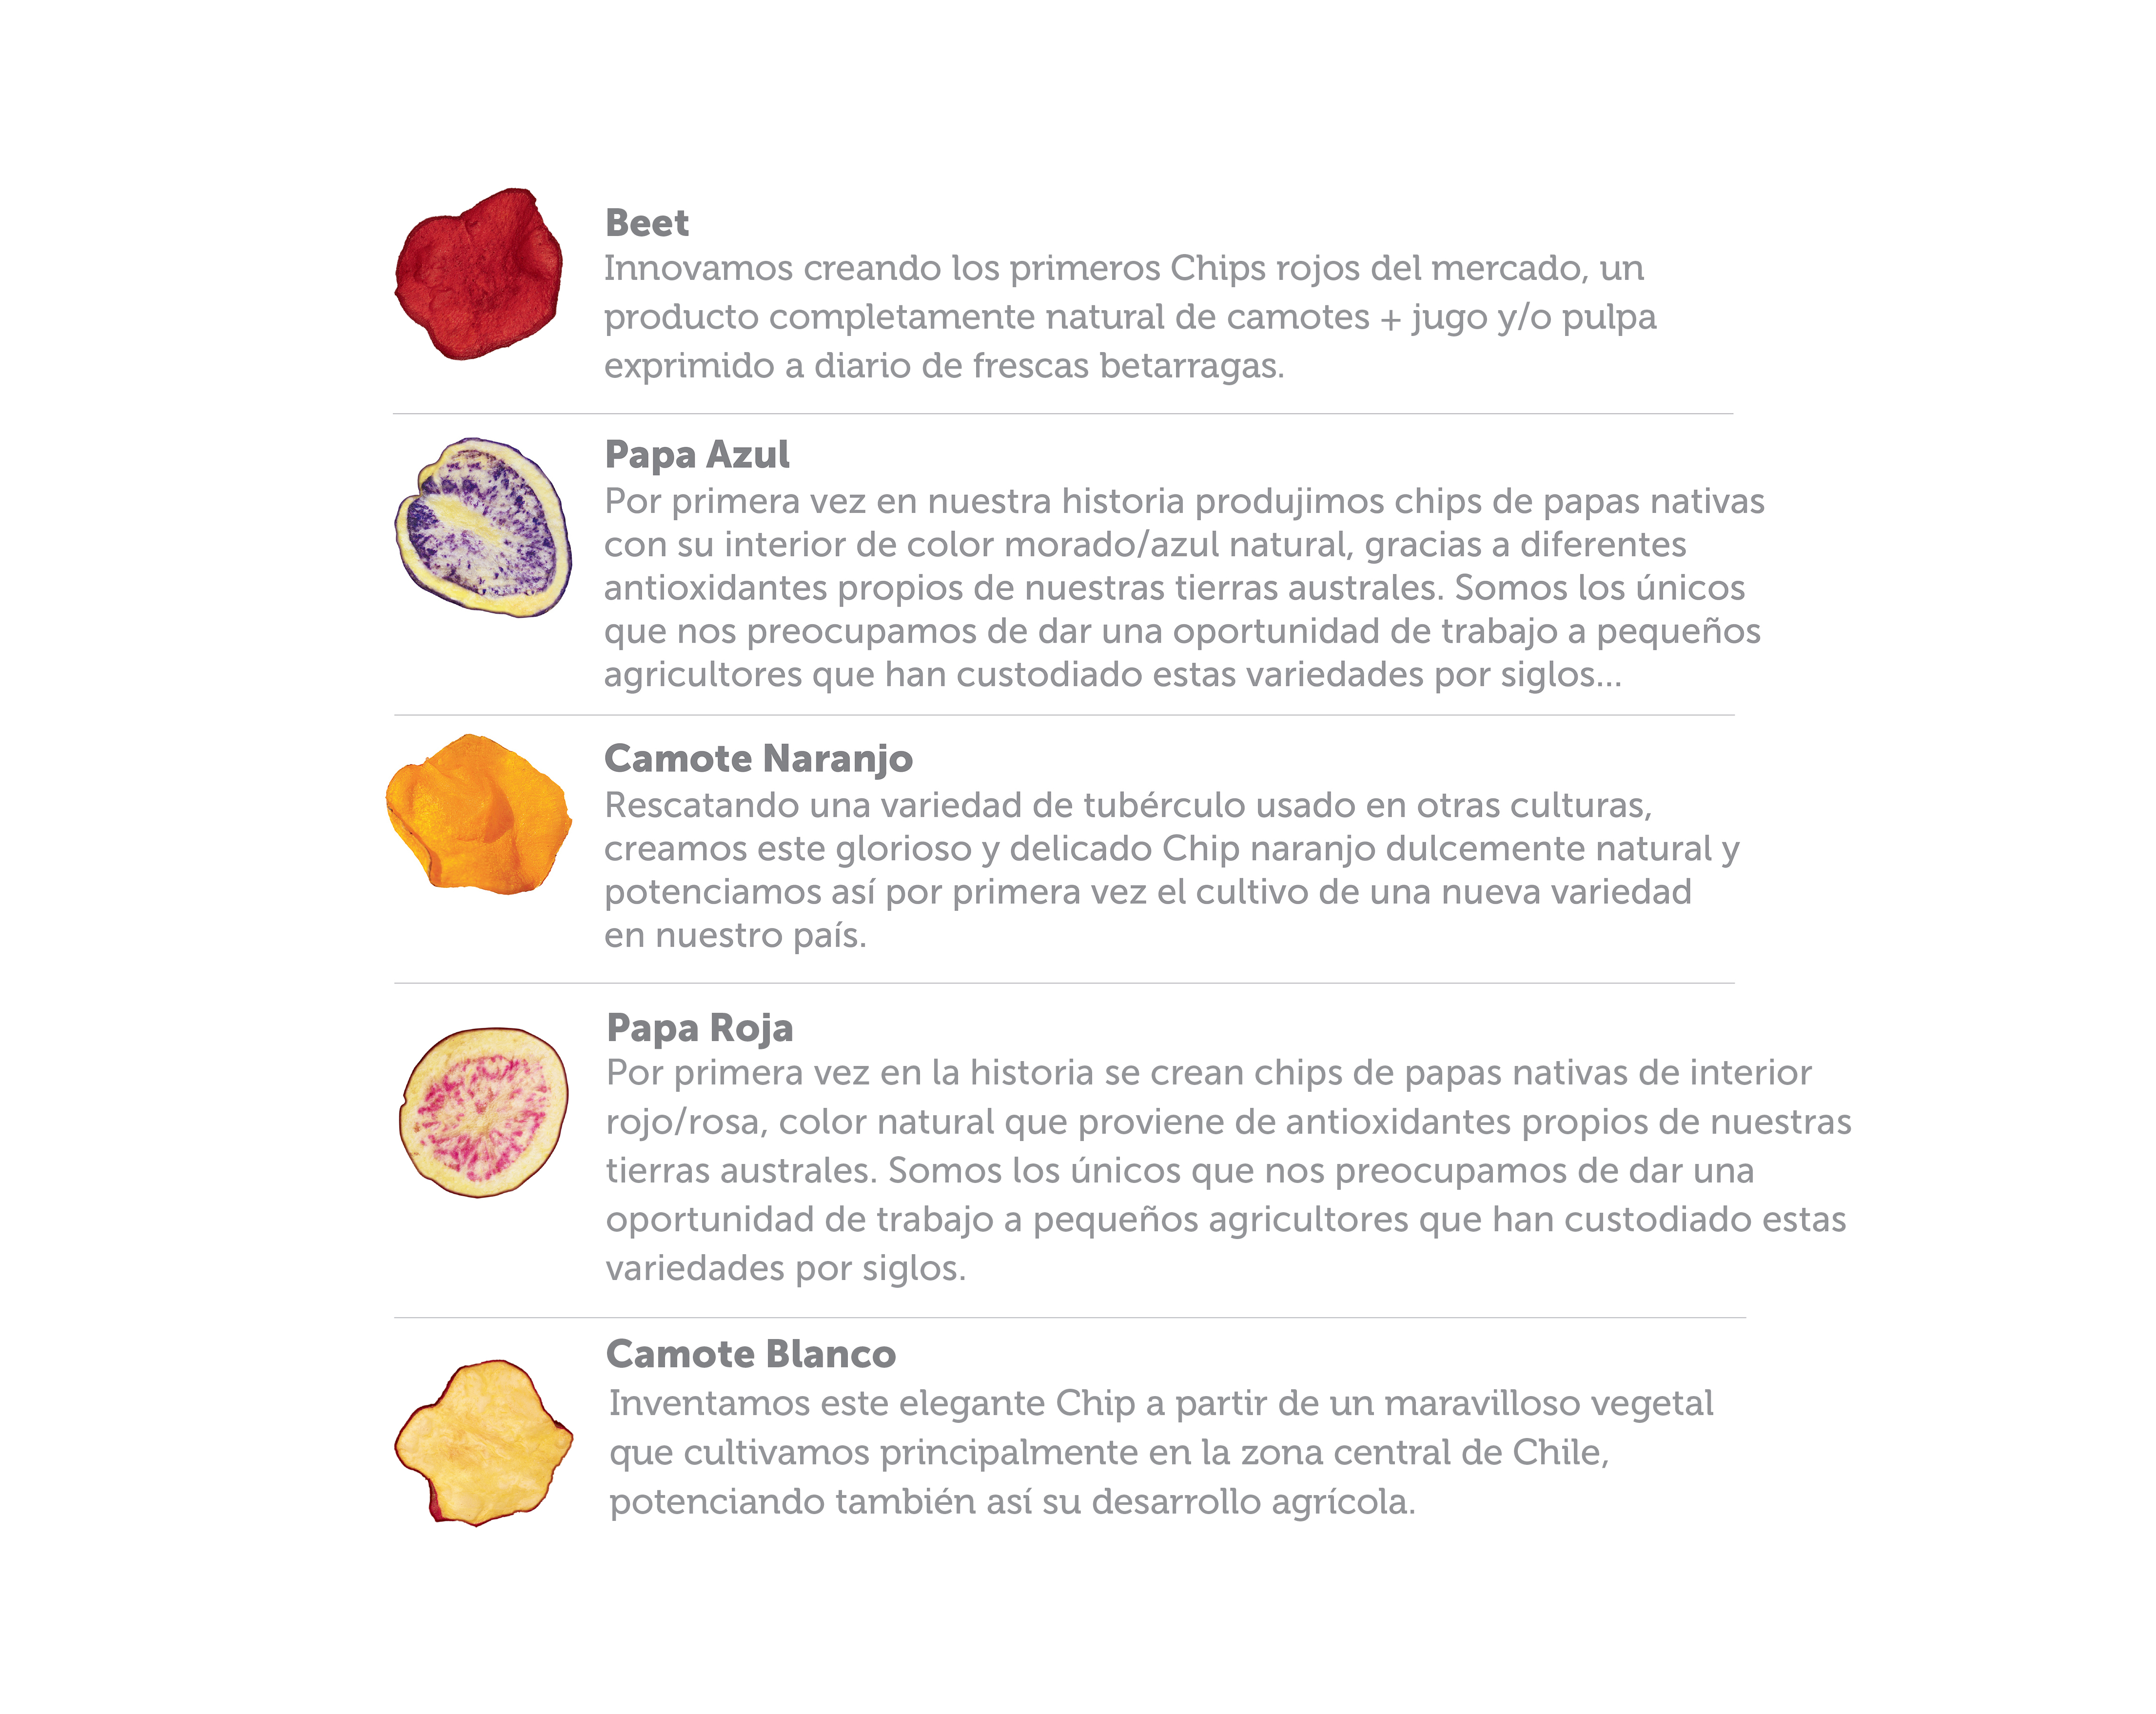 Beet
Innovamos creando los primeros Chips rojos del mercado, un
producto completamente natural de camotes + jugo y/o pulpa
exprimido a diario de frescas betarragas.
Papa Azul
Por primera vez en nuestra historia produjimos chips de papas nativas
con su interior de color morado/azul natural, gracias a diferentes
antioxidantes propios de nuestras tierras australes. Somos los únicos
que nos preocupamos de dar una oportunidad de trabajo a pequeños
agricultores que han custodiado estas variedades por siglos...
Camote Naranjo
Rescatando una variedad de tubérculo usado en otras culturas,
creamos este glorioso y delicado Chip naranjo dulcemente natural y
potenciamos así por primera vez el cultivo de una nueva variedad
en nuestro país.
Papa Roja
Por primera vez en la historia se crean chips de papas nativas de interior
rojo/rosa, color natural que proviene de antioxidantes propios de nuestras
tierras australes. Somos los únicos que nos preocupamos de dar una
oportunidad de trabajo a pequeños agricultores que han custodiado estas
variedades por siglos.
Camote Blanco
Inventamos este elegante Chip a partir de un maravilloso vegetal
que cultivamos principalmente en la zona central de Chile,
potenciando también así su desarrollo agrícola.